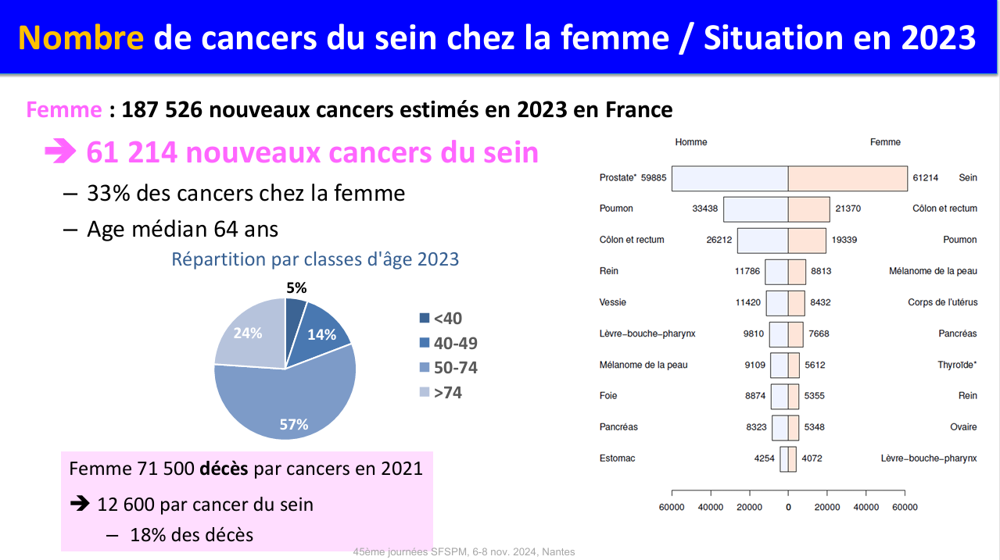 Nombre de cancers du sein chez la femme / Situation en 2023
Femme : 187 526 nouveaux cancers estimés en 2023 en France
➔ 61 214 nouveaux cancers du sein
– 33% des cancers chez la femme
– Age médian 64 ans
Répartition par classes d'âge 2023
5%
14%
57%
24%
<40
40-49
50-74
>74
Femme 71 500 décès par cancers en 2021
➔ 12 600 par cancer du sein
– 18% des décès
Homme Femme
Prostate* 59885 61214 Sein
Poumon 33438 21370 Côlon et rectum
Côlon et rectum 26212 19339 Poumon
Rein 11786 8813 Mélanome de la peau
Vessie 11420 8432 Corps de l'utérus
Lèvre−bouche−pharynx 9810 7668 Pancréas
Mélanome de la peau 9109 5612 Thyroïde*
Foie 8874 5355 Rein
Pancréas 8323 5348 Ovaire
Estomac 4254 4072 Lèvre−bouche−pharynx
60000 40000 20000 0 20000 40000 60000
45ème journées SFSPM, 6-8 nov. 2024, Nantes